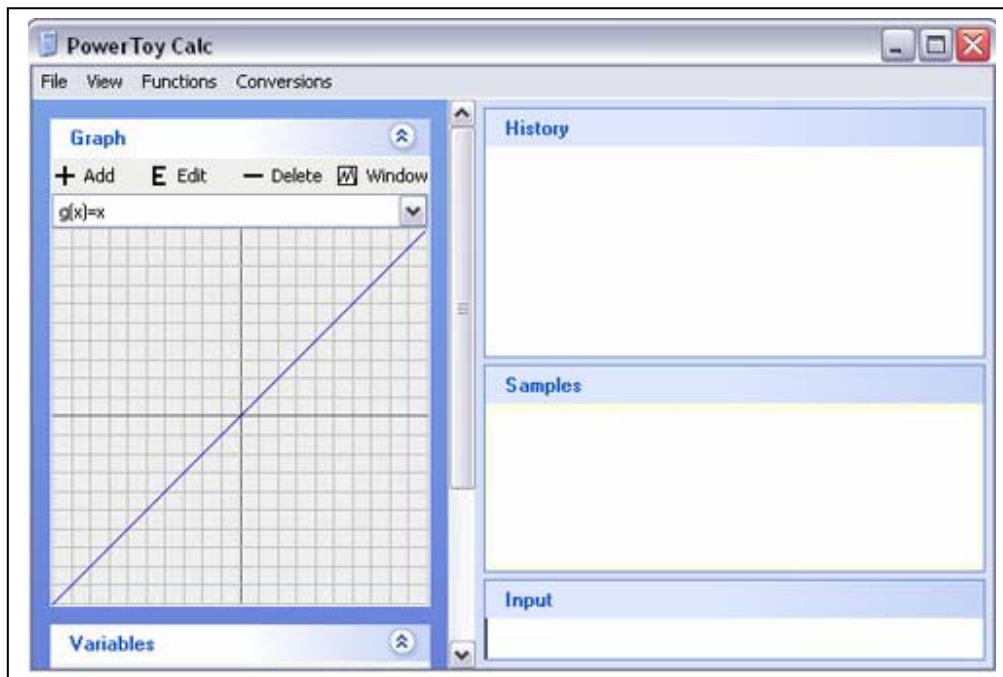 PowerToy Calc
File View Functions Conversions
Graph
+ Add E Edit — Delete Window
g(x)=x
Variables
History
Samples
Input